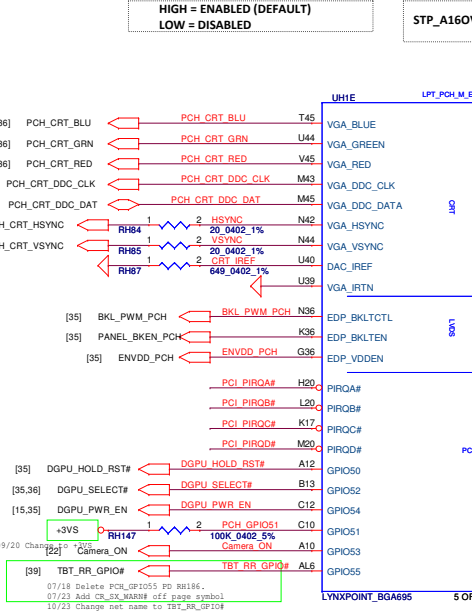 HIGH = ENABLED (DEFAULT)
LOW = DISABLED
STP_A16OV
UH1E
LPT_PCH_M_E
36] PCH_CRT_BLU PCH_CRT_BLU T45 VGA_BLUE
36] PCH_CRT_GRN PCH_CRT_GRN U44 VGA_GREEN
36] PCH_CRT_RED PCH_CRT_RED V45 VGA_RED
PCH_CRT_DDC_CLK PCH_CRT_DDC_CLK M43 VGA_DDC_CLK
PCH_CRT_DDC_DAT PCH_CRT_DDC_DAT M45 VGA_DDC_DATA
CRT
H_CRT_HSYNC 1 2 HSYNC N42 VGA_HSYNC
RH84 20_0402_1%
H_CRT_VSYNC 1 2 VSYNC N44 VGA_VSYNC
RH85 20_0402_1%
1 2 CRT_IREF U40 DAC_IREF
RH87 649_0402_1%
U39 VGA_IRTN
[35] BKL_PWM_PCH BKL_PWM_PCH N36 EDP_BKLTCTL
LVDS
[35] PANEL_BKEN_PCH K36 EDP_BKLTEN
[35] ENVDD_PCH ENVDD_PCH G36 EDP_VDDEN
PCI_PIRQA# H20 PIRQA#
PCI_PIRQB# L20 PIRQB#
PCI_PIRQC# K17 PIRQC#
PCI_PIRQD# M20 PIRQD#
PC
[35] DGPU_HOLD_RST# DGPU_HOLD_RST# A12 GPIO50
[35,36] DGPU_SELECT# DGPU_SELECT# B13 GPIO52
[15,35] DGPU_PWR_EN DGPU_PWR_EN C12 GPIO54
+3VS 1 2 PCH_GPIO51 C10 GPIO51
RH147 100K_0402_5%
09/20 Change to +3VS
[22] Camera_ON Camera_ON A10 GPIO53
[39] TBT_RR_GPIO# TBT_RR_GPIO# AL6 GPIO55
07/18 Delete PCH_GPIO55 PD RH186.
07/23 Add CR_SX_WARN# off page symbol
10/23 Change net name to TBT_RR_GPIO#
LYNXPOINT_BGA695 5 OF